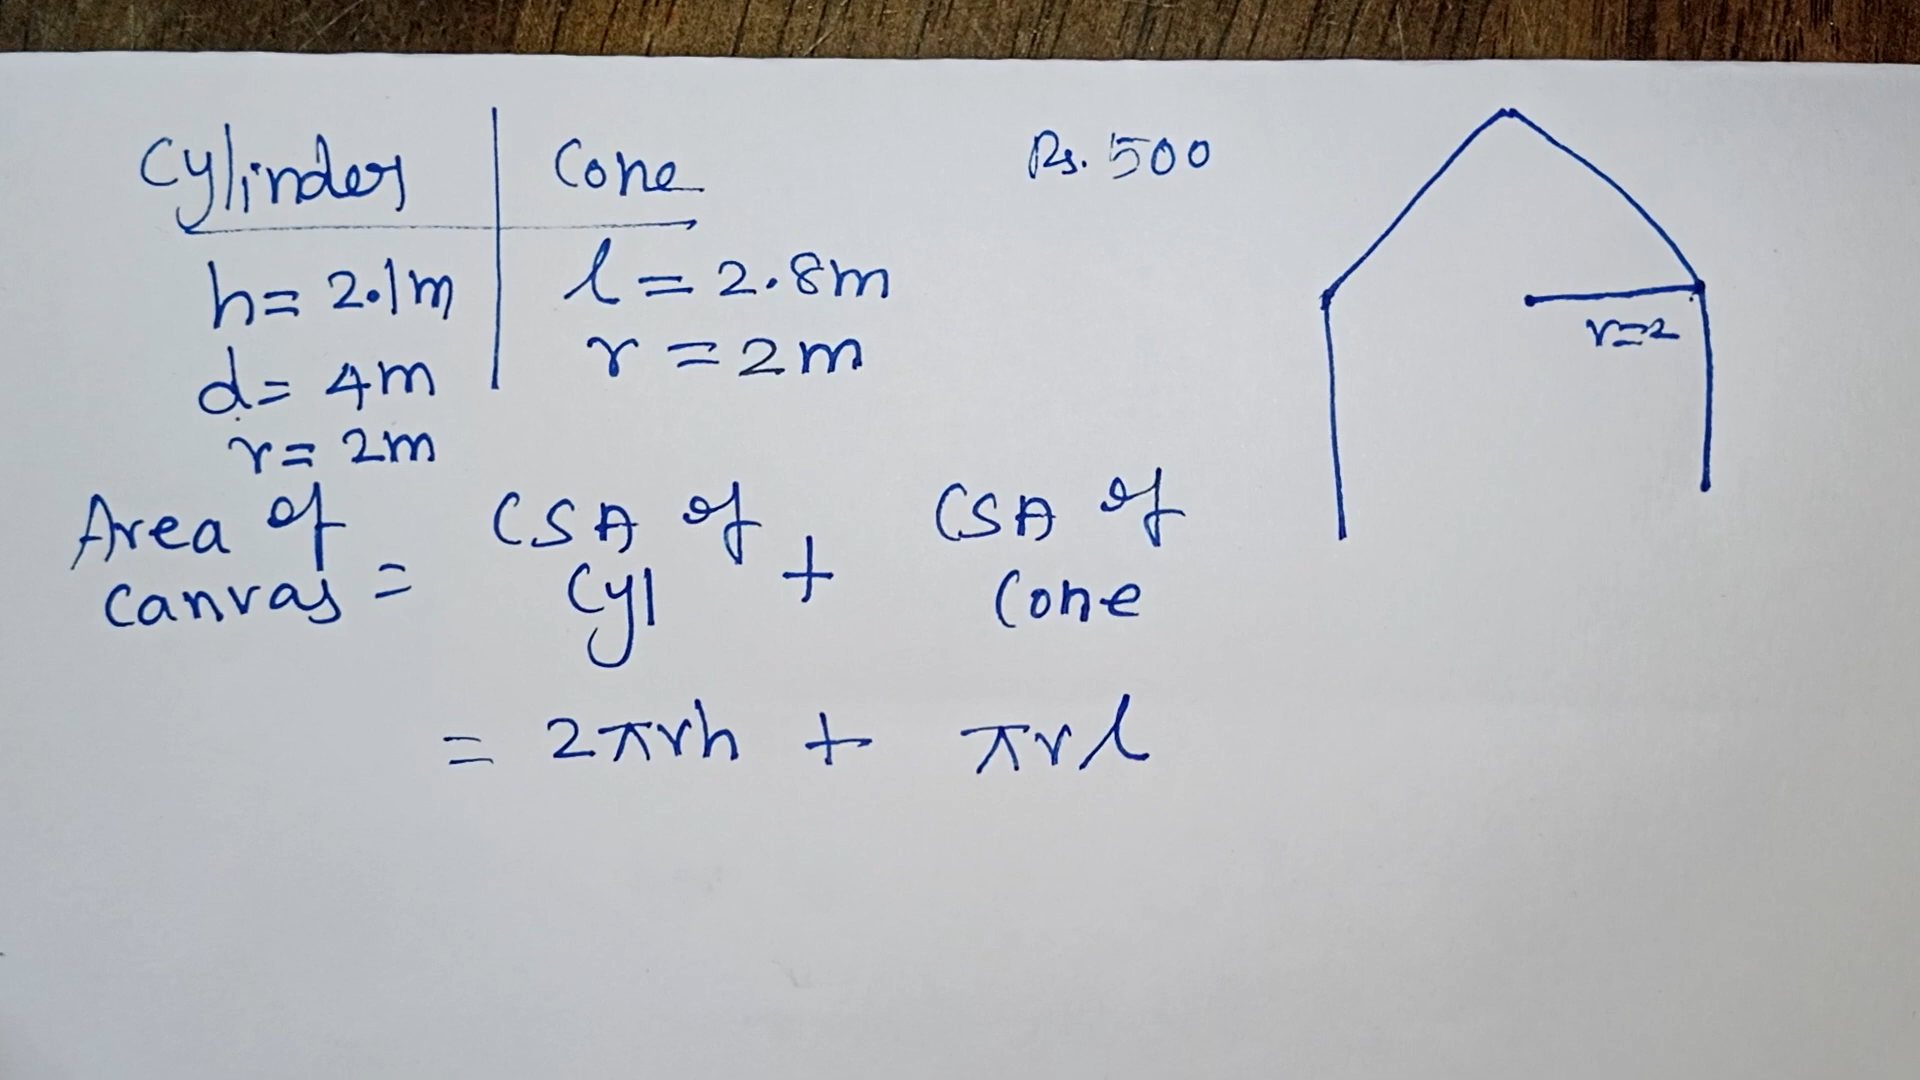 Cylinder Cone Rs. 500
h= 2.1m l = 2.8m
d= 4m r = 2m
r= 2m
r=2
Area of canvas = CSA of Cyl + CSA of Cone
= 2πrh + πrl